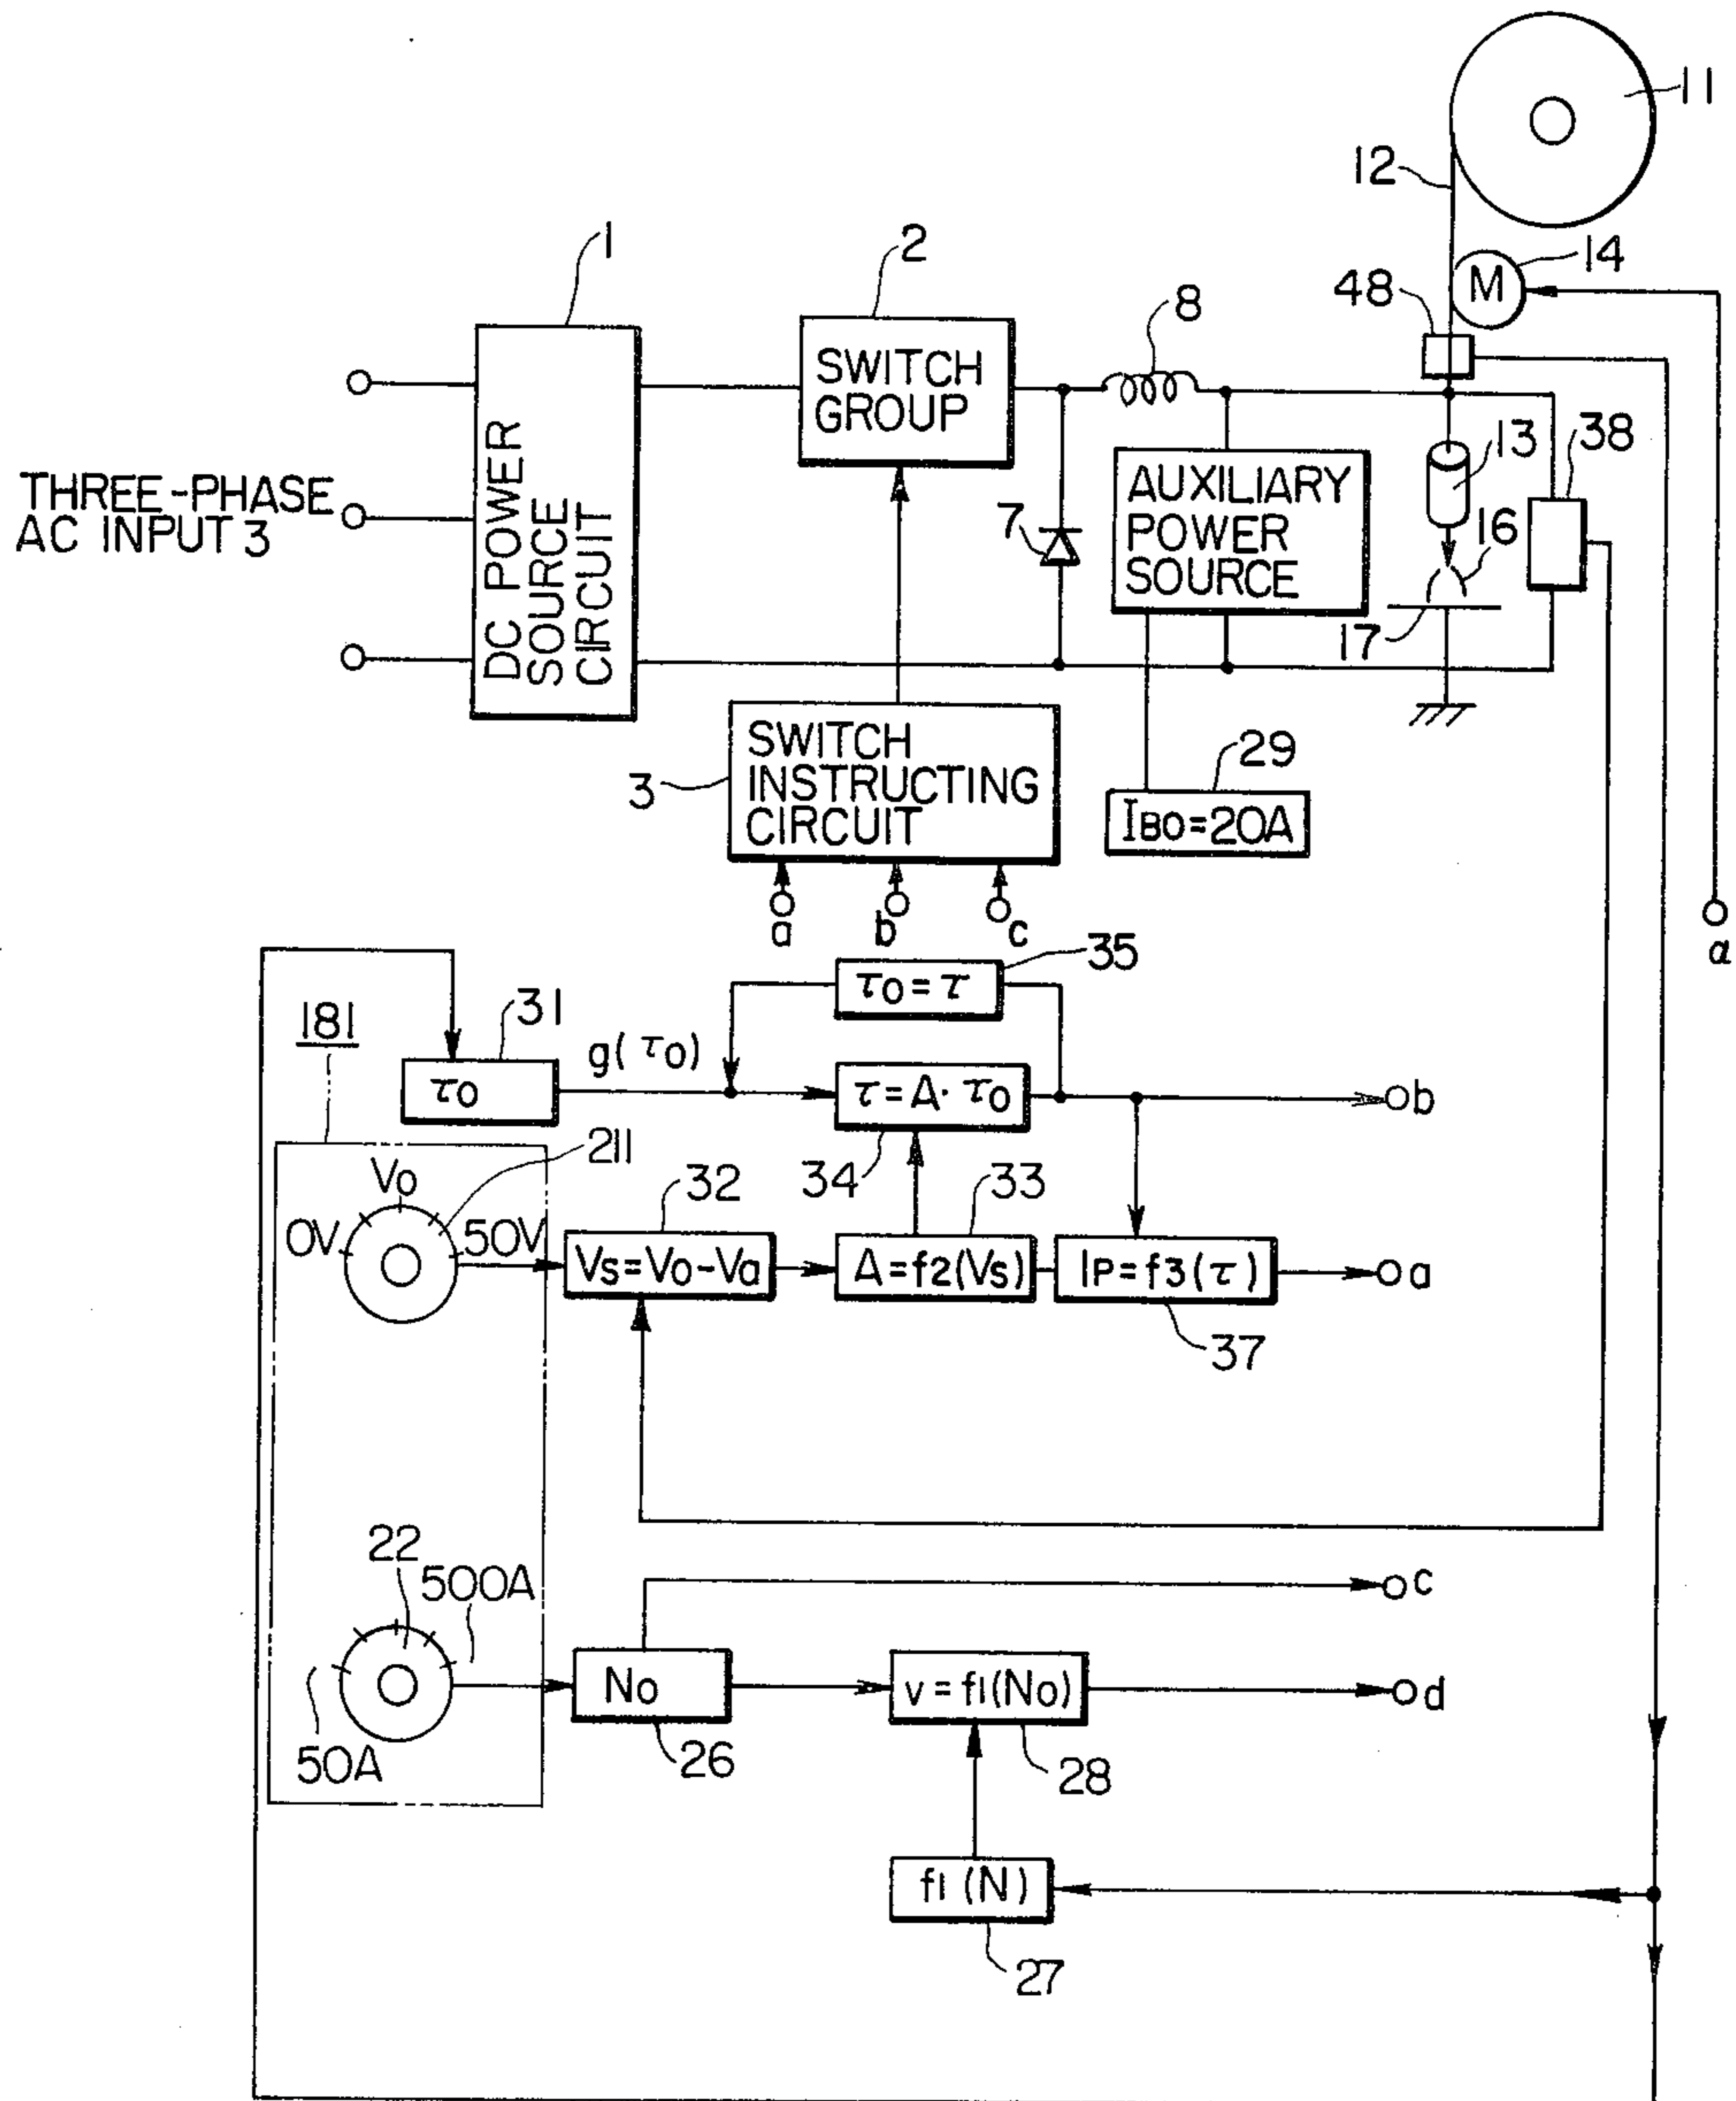 11
12
1
2
14
M
48
8
SWITCH
GROUP
38
13
THREE-PHASE
AC INPUT 3
DC POWER
SOURCE
CIRCUIT
7
AUXILIARY
POWER
SOURCE
16
17
SWITCH
INSTRUCTING
CIRCUIT
3
29
IBO=20A
a
b
c
α
35
τ0=τ
31
181
g(τ0)
τ0
τ=A·τ0
b
211
V0
34
33
32
0V
50V
Vs=V0-Va
A=f2(Vs)
IP=f3(τ)
a
37
22
500A
c
N0
v=f1(N0)
d
50A
26
28
f1(N)
27